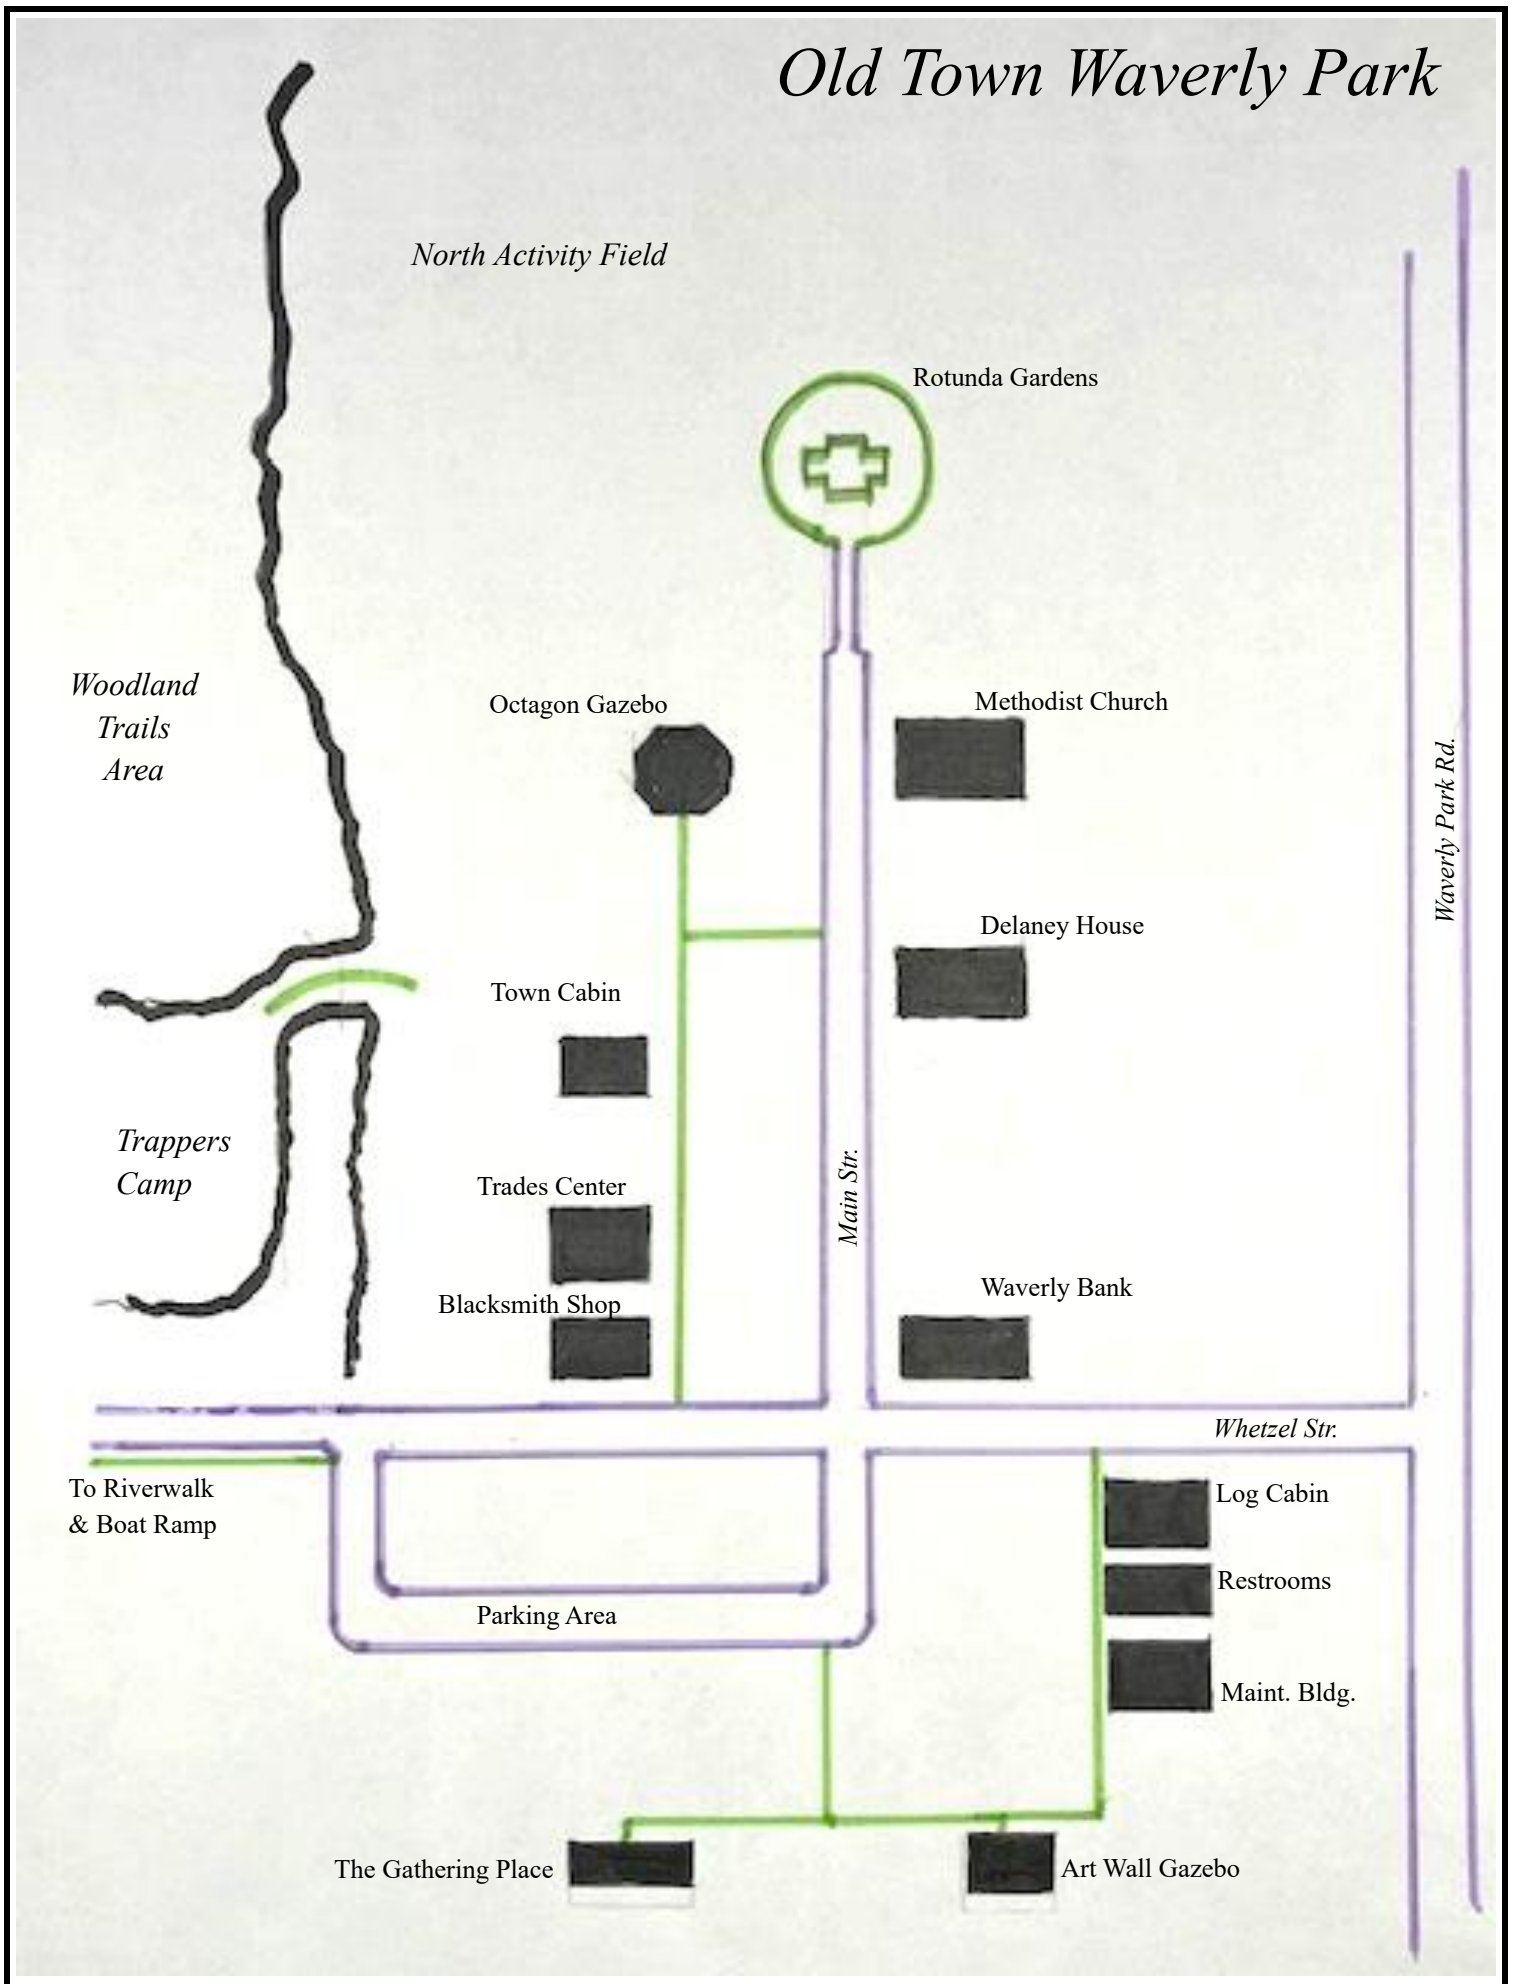 Old Town Waverly Park
North Activity Field
Rotunda Gardens
Woodland
Trails
Area
Octagon Gazebo
Methodist Church
Waverly Park Rd.
Delaney House
Town Cabin
Trappers
Camp
Main Str.
Trades Center
Waverly Bank
Blacksmith Shop
Whetzel Str.
To Riverwalk
& Boat Ramp
Log Cabin
Restrooms
Parking Area
Maint. Bldg.
The Gathering Place
Art Wall Gazebo